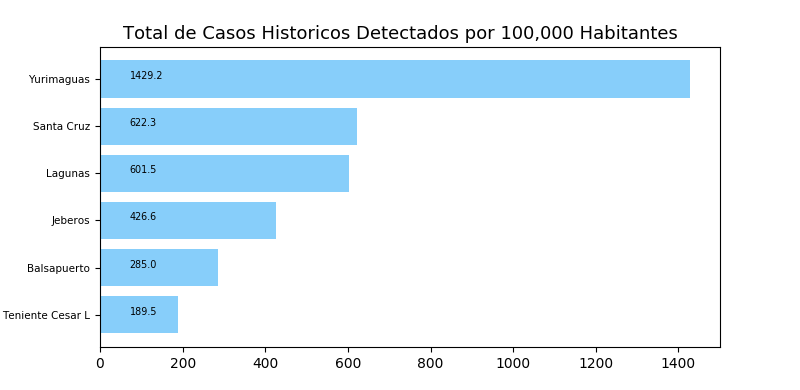 Total de Casos Historicos Detectados por 100,000 Habitantes
Yurimaguas 1429.2
Santa Cruz 622.3
Lagunas 601.5
Jeberos 426.6
Balsapuerto 285.0
Teniente Cesar L 189.5
0 200 400 600 800 1000 1200 1400